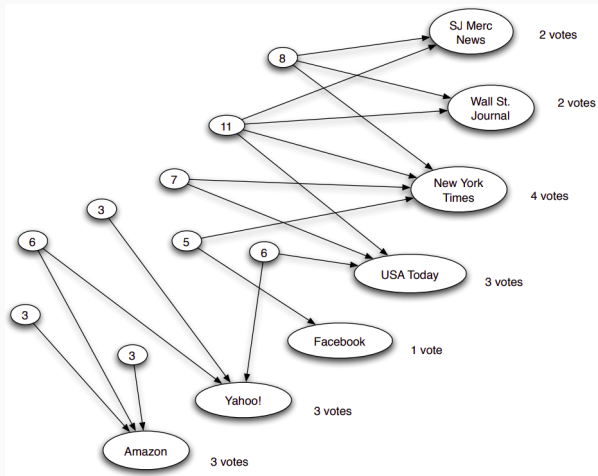 SJ Merc
News
2 votes
8
Wall St.
Journal
2 votes
11
7
New York
Times
4 votes
3
6
5
6
USA Today
3 votes
3
Facebook
1 vote
3
Yahoo!
3 votes
Amazon
3 votes